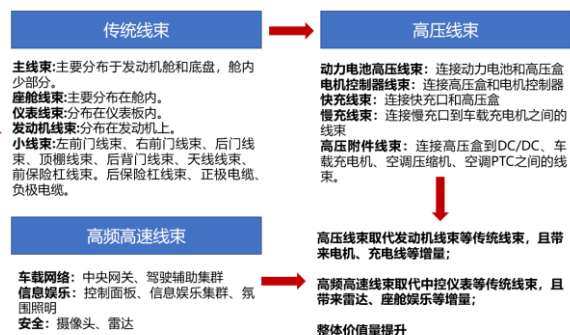 传统线束
主线束:主要分布于发动机舱和底盘，舱内
少部分。
座舱线束:主要分布在舱内。
仪表线束:分布在仪表板内。
发动机线束:分布在发动机上。
小线束:左前门线束、右前门线束、后门线
束、顶棚线束、后背门线束、天线线束、
前保险杠线束。后保险杠线束、正极电缆、
负极电缆。
高压线束
动力电池高压线束：连接动力电池和高压盒
电机控制器线束：连接高压盒和电机控制器
快充线束：连接快充口和高压盒
慢充线束：连接慢充口到车载充电机之间的
线束
高压附件线束：连接高压盒到DC/DC、车
载充电机、空调压缩机、空调PTC之间的线
束。
高频高速线束
车载网络：中央网关、驾驶辅助集群
信息娱乐：控制面板、信息娱乐集群、氛
围照明
安全：摄像头、雷达
高压线束取代发动机线束等传统线束，且带
来电机、充电线等增量；
高频高速线束取代中控仪表等传统线束，且
带来雷达、座舱娱乐等增量；
整体价值量提升